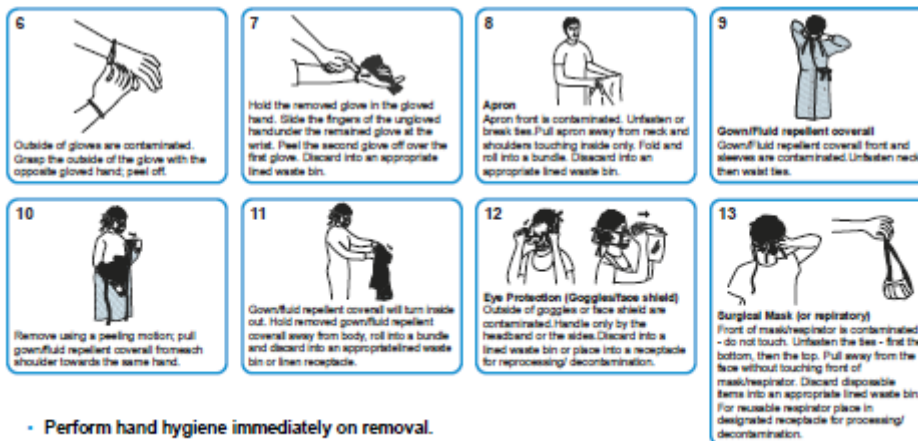 6
Outside of gloves are contaminated.
Grasp the outside of the glove with the
opposite gloved hand; peel off.
7
Hold the removed glove in the gloved
hand. Slide the fingers of the ungloved
handunder the remained glove at the
wrist. Peel the second glove off over the
first glove. Discard into an appropriate
lined waste bin.
8
Apron
Apron front is contaminated. Unfasten or
break ties.Pull apron away from neck and
shoulders touching inside only. Fold and
roll into a bundle. Disacard into an
appropriate lined waste bin.
9
Gown/Fluid repellent coverall
Gown/Fluid repellent coverall front and
sleeves are contaminated.Unfasten neck,
then waist ties.
10
Remove using a peeling motion; pull
gown/fluid repellent coverall fromeach
shoulder towards the same hand.
11
Gown/fluid repellent coverall will turn inside
out. Hold removed gown/fluid repellent
coverall away from body, roll into a bundle
and discard into an appropriatelined waste
bin or linen receptacle.
12
Eye Protection (Goggles/face shield)
Outside of goggles or face shield are
contaminated.Handle only by the
headband or the sides.Discard into a
lined waste bin or place into a receptacle
for reprocessing/ decontamination.
13
Surgical Mask (or repiratory)
Front of mask/respirator is contaminated
- do not touch. Unfasten the ties - first the
bottom, then the top. Pull away from the
face without touching front of
mask/respirator. Discard disposable
items into an appropriate lined waste bin.
For reusable respirator place in
designated receptacle for processing/
decontamination.
• Perform hand hygiene immediately on removal.